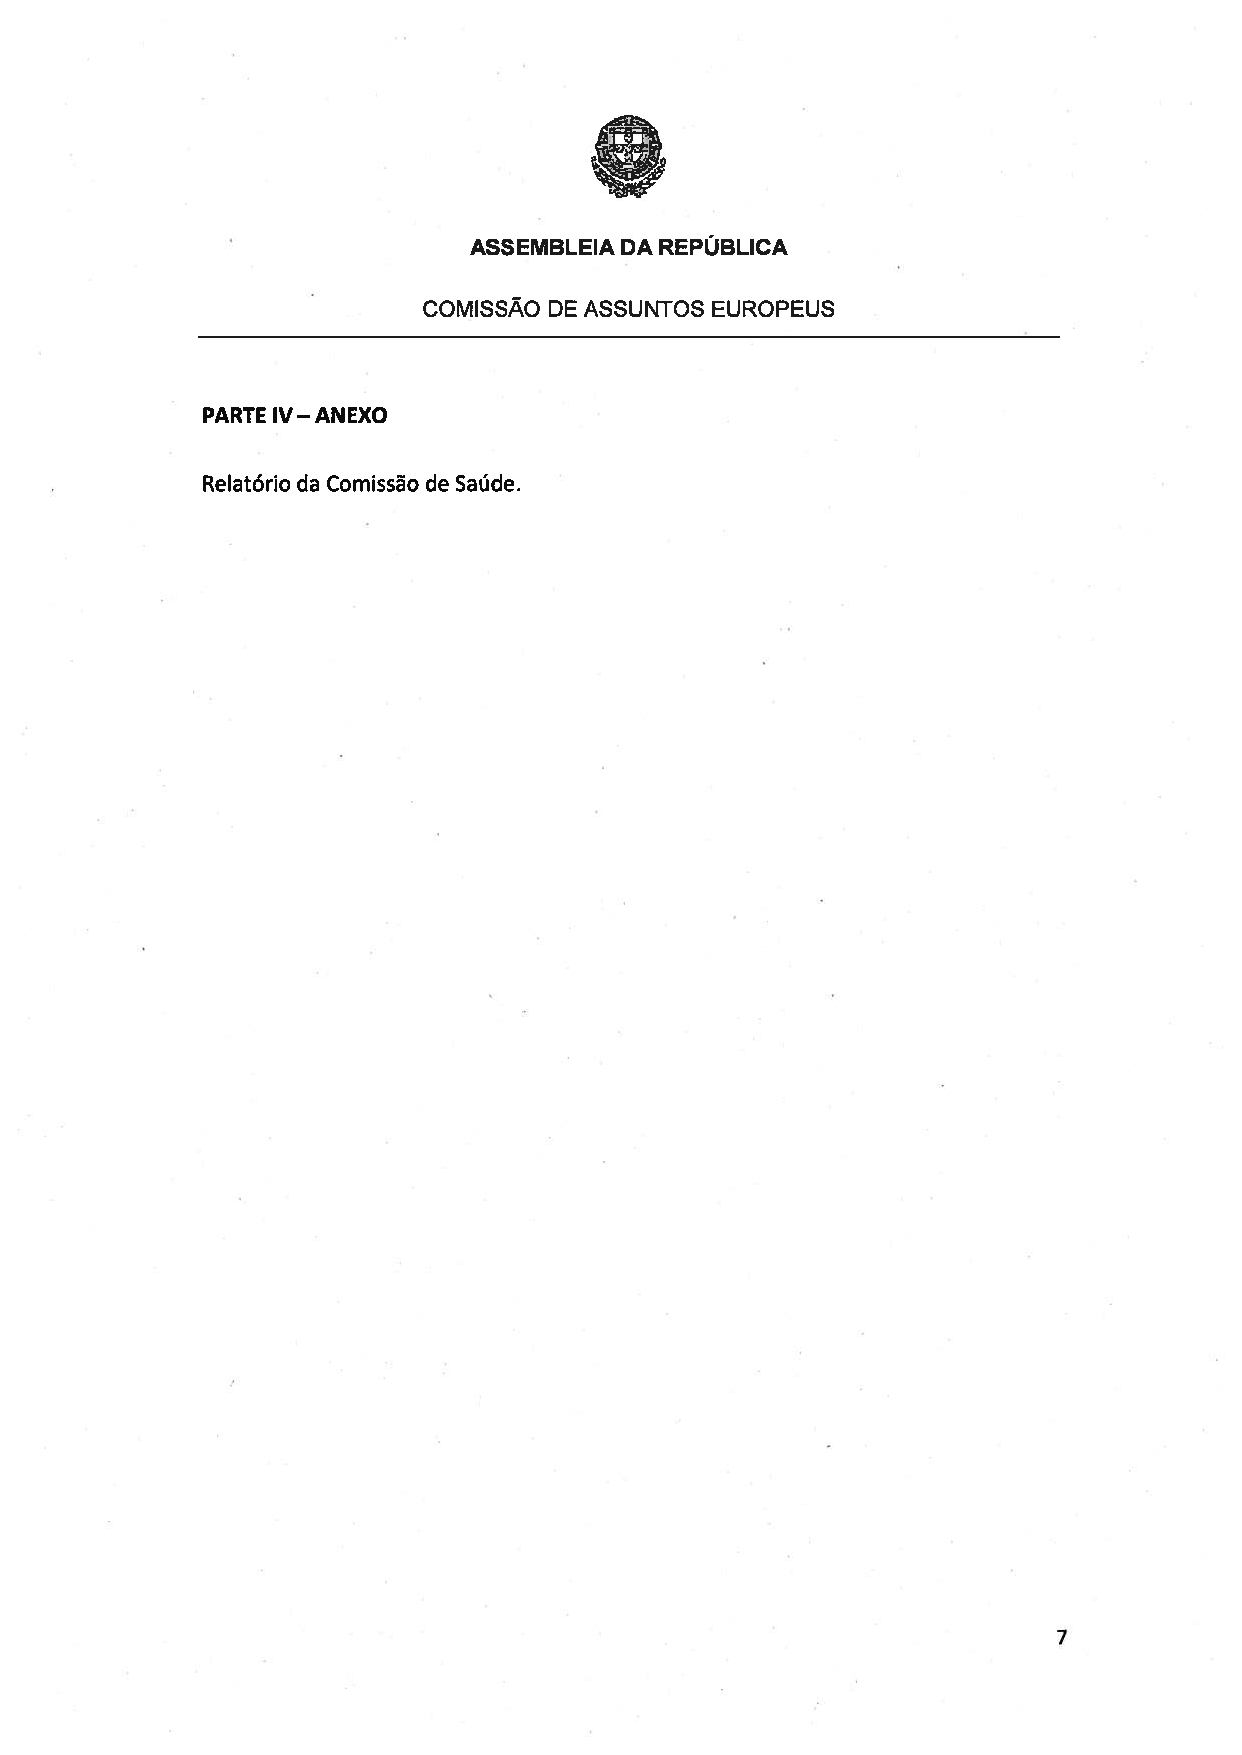 ASSEMBLEIA DA REPÚBLICA
COMISSÃO DE ASSUNTOS EUROPEUS
PARTE IV – ANEXO
Relatório da Comissão de Saúde.
7